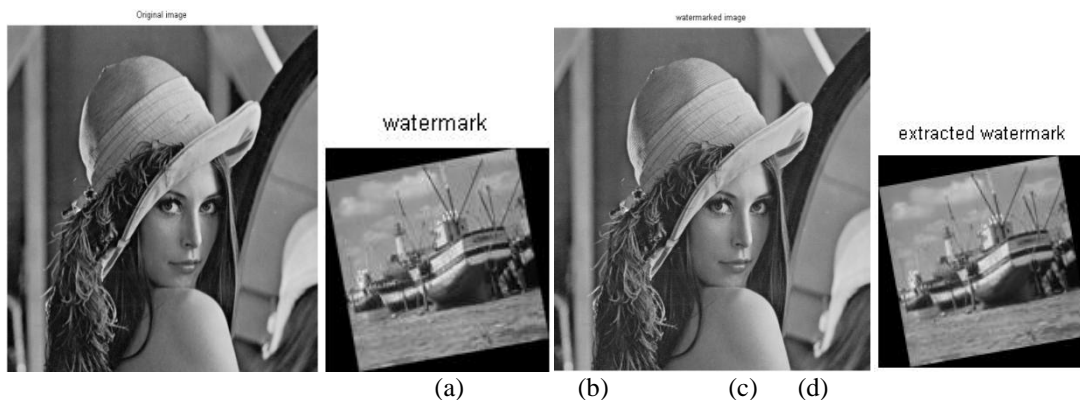 Original image
watermark
watermarked image
extracted watermark
(a) (b) (c) (d)